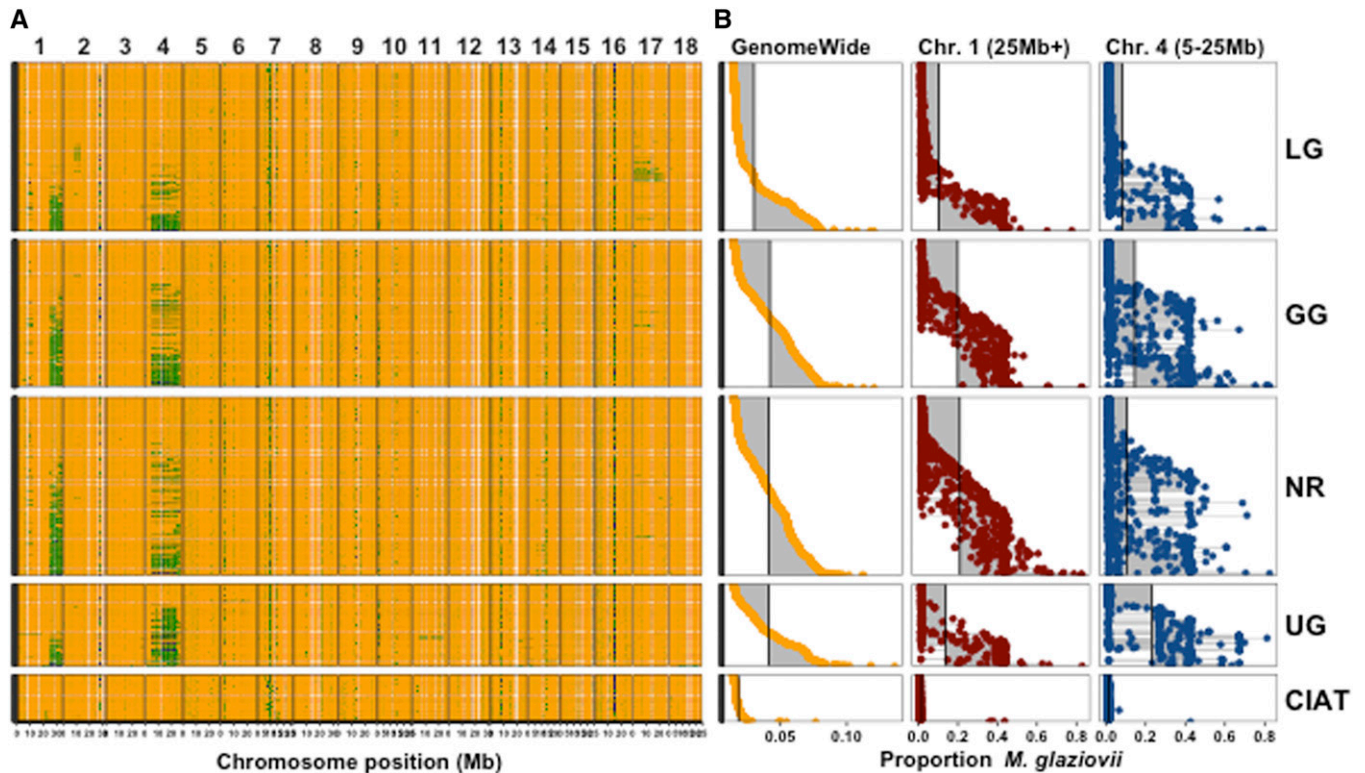 A
B
1 2 3 4 5 6 7 8 9 10 11 12 13 14 15 16 17 18
GenomeWide
Chr. 1 (25Mb+)
Chr. 4 (5-25Mb)
LG
GG
NR
UG
CIAT
0.05 0.10
0.0 0.2 0.4 0.6 0.8
0.0 0.2 0.4 0.6 0.8
Chromosome position (Mb)
Proportion M. glaziovii